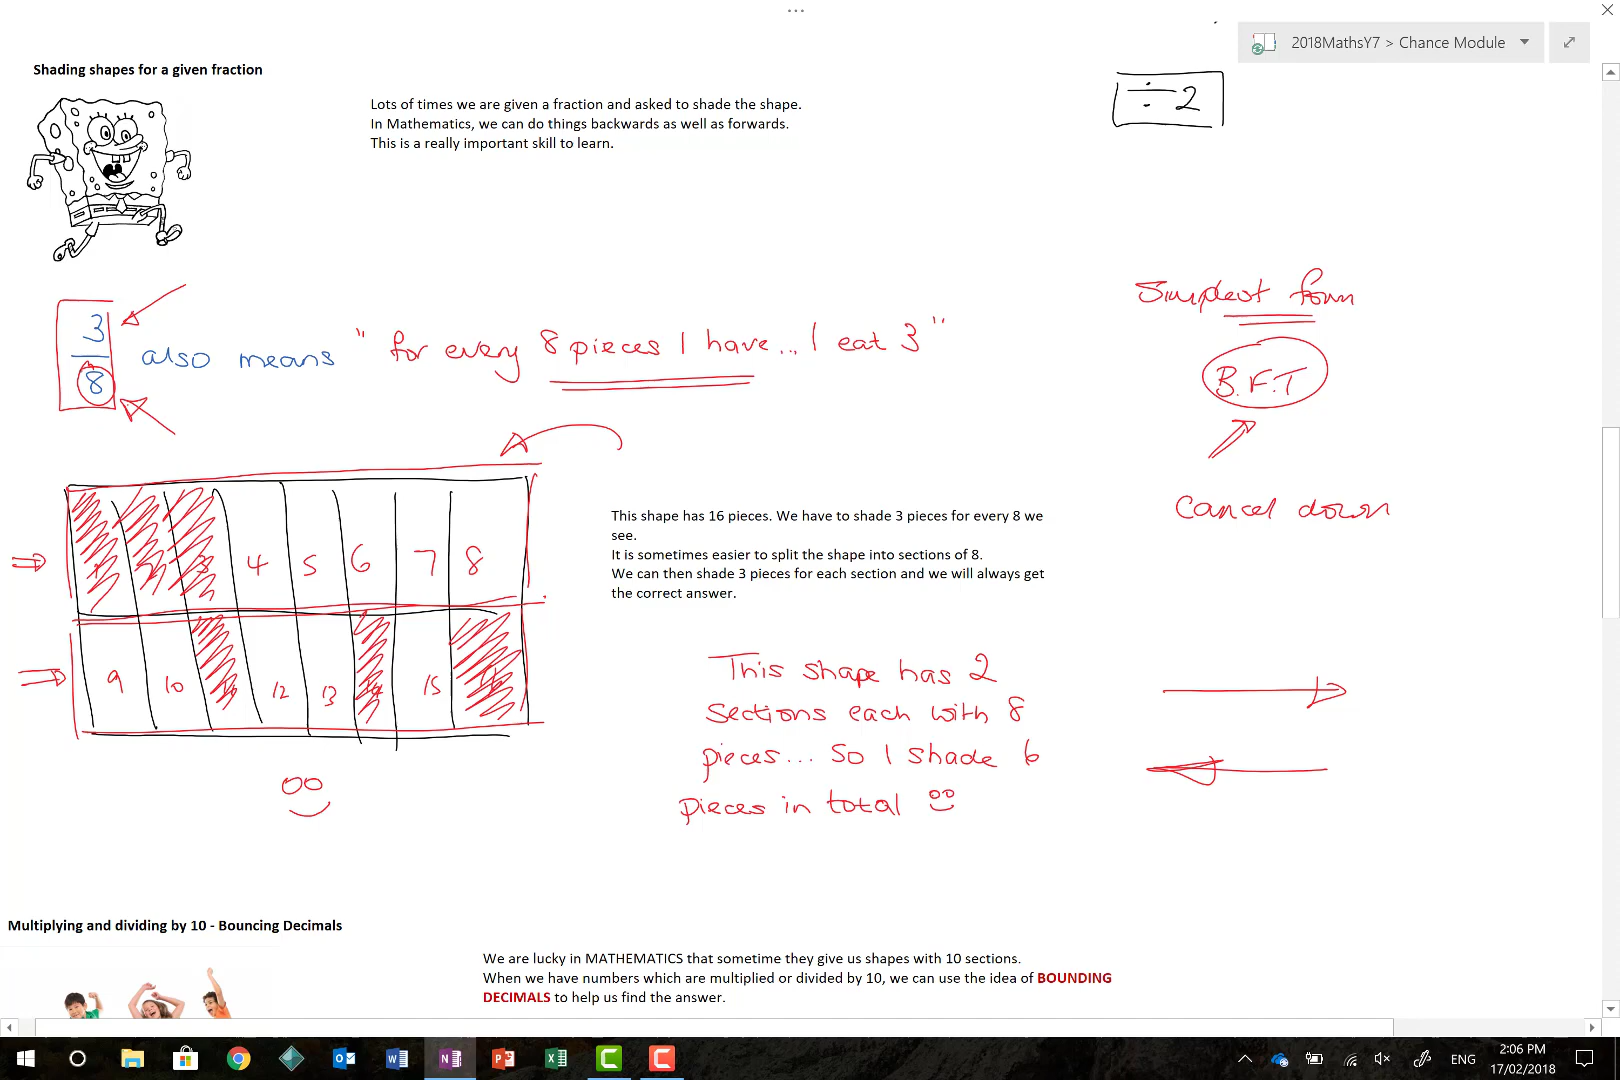 2018MathsY7 > Chance Module
Shading shapes for a given fraction
÷ 2
Lots of times we are given a fraction and asked to shade the shape.
In Mathematics, we can do things backwards as well as forwards.
This is a really important skill to learn.
Simplest form
3
8
also means "for every 8 pieces I have... I eat 3"
B.F.T
Cancel down
1 2 3 4 5 6 7 8
9 10 11 12 13 14 15 16
This shape has 16 pieces. We have to shade 3 pieces for every 8 we
see.
It is sometimes easier to split the shape into sections of 8.
We can then shade 3 pieces for each section and we will always get
the correct answer.
This shape has 2
sections each with 8
pieces... So I shade 6
pieces in total
Multiplying and dividing by 10 - Bouncing Decimals
We are lucky in MATHEMATICS that sometime they give us shapes with 10 sections.
When we have numbers which are multiplied or divided by 10, we can use the idea of BOUNDING
DECIMALS to help us find the answer.
ENG
2:06 PM
17/02/2018